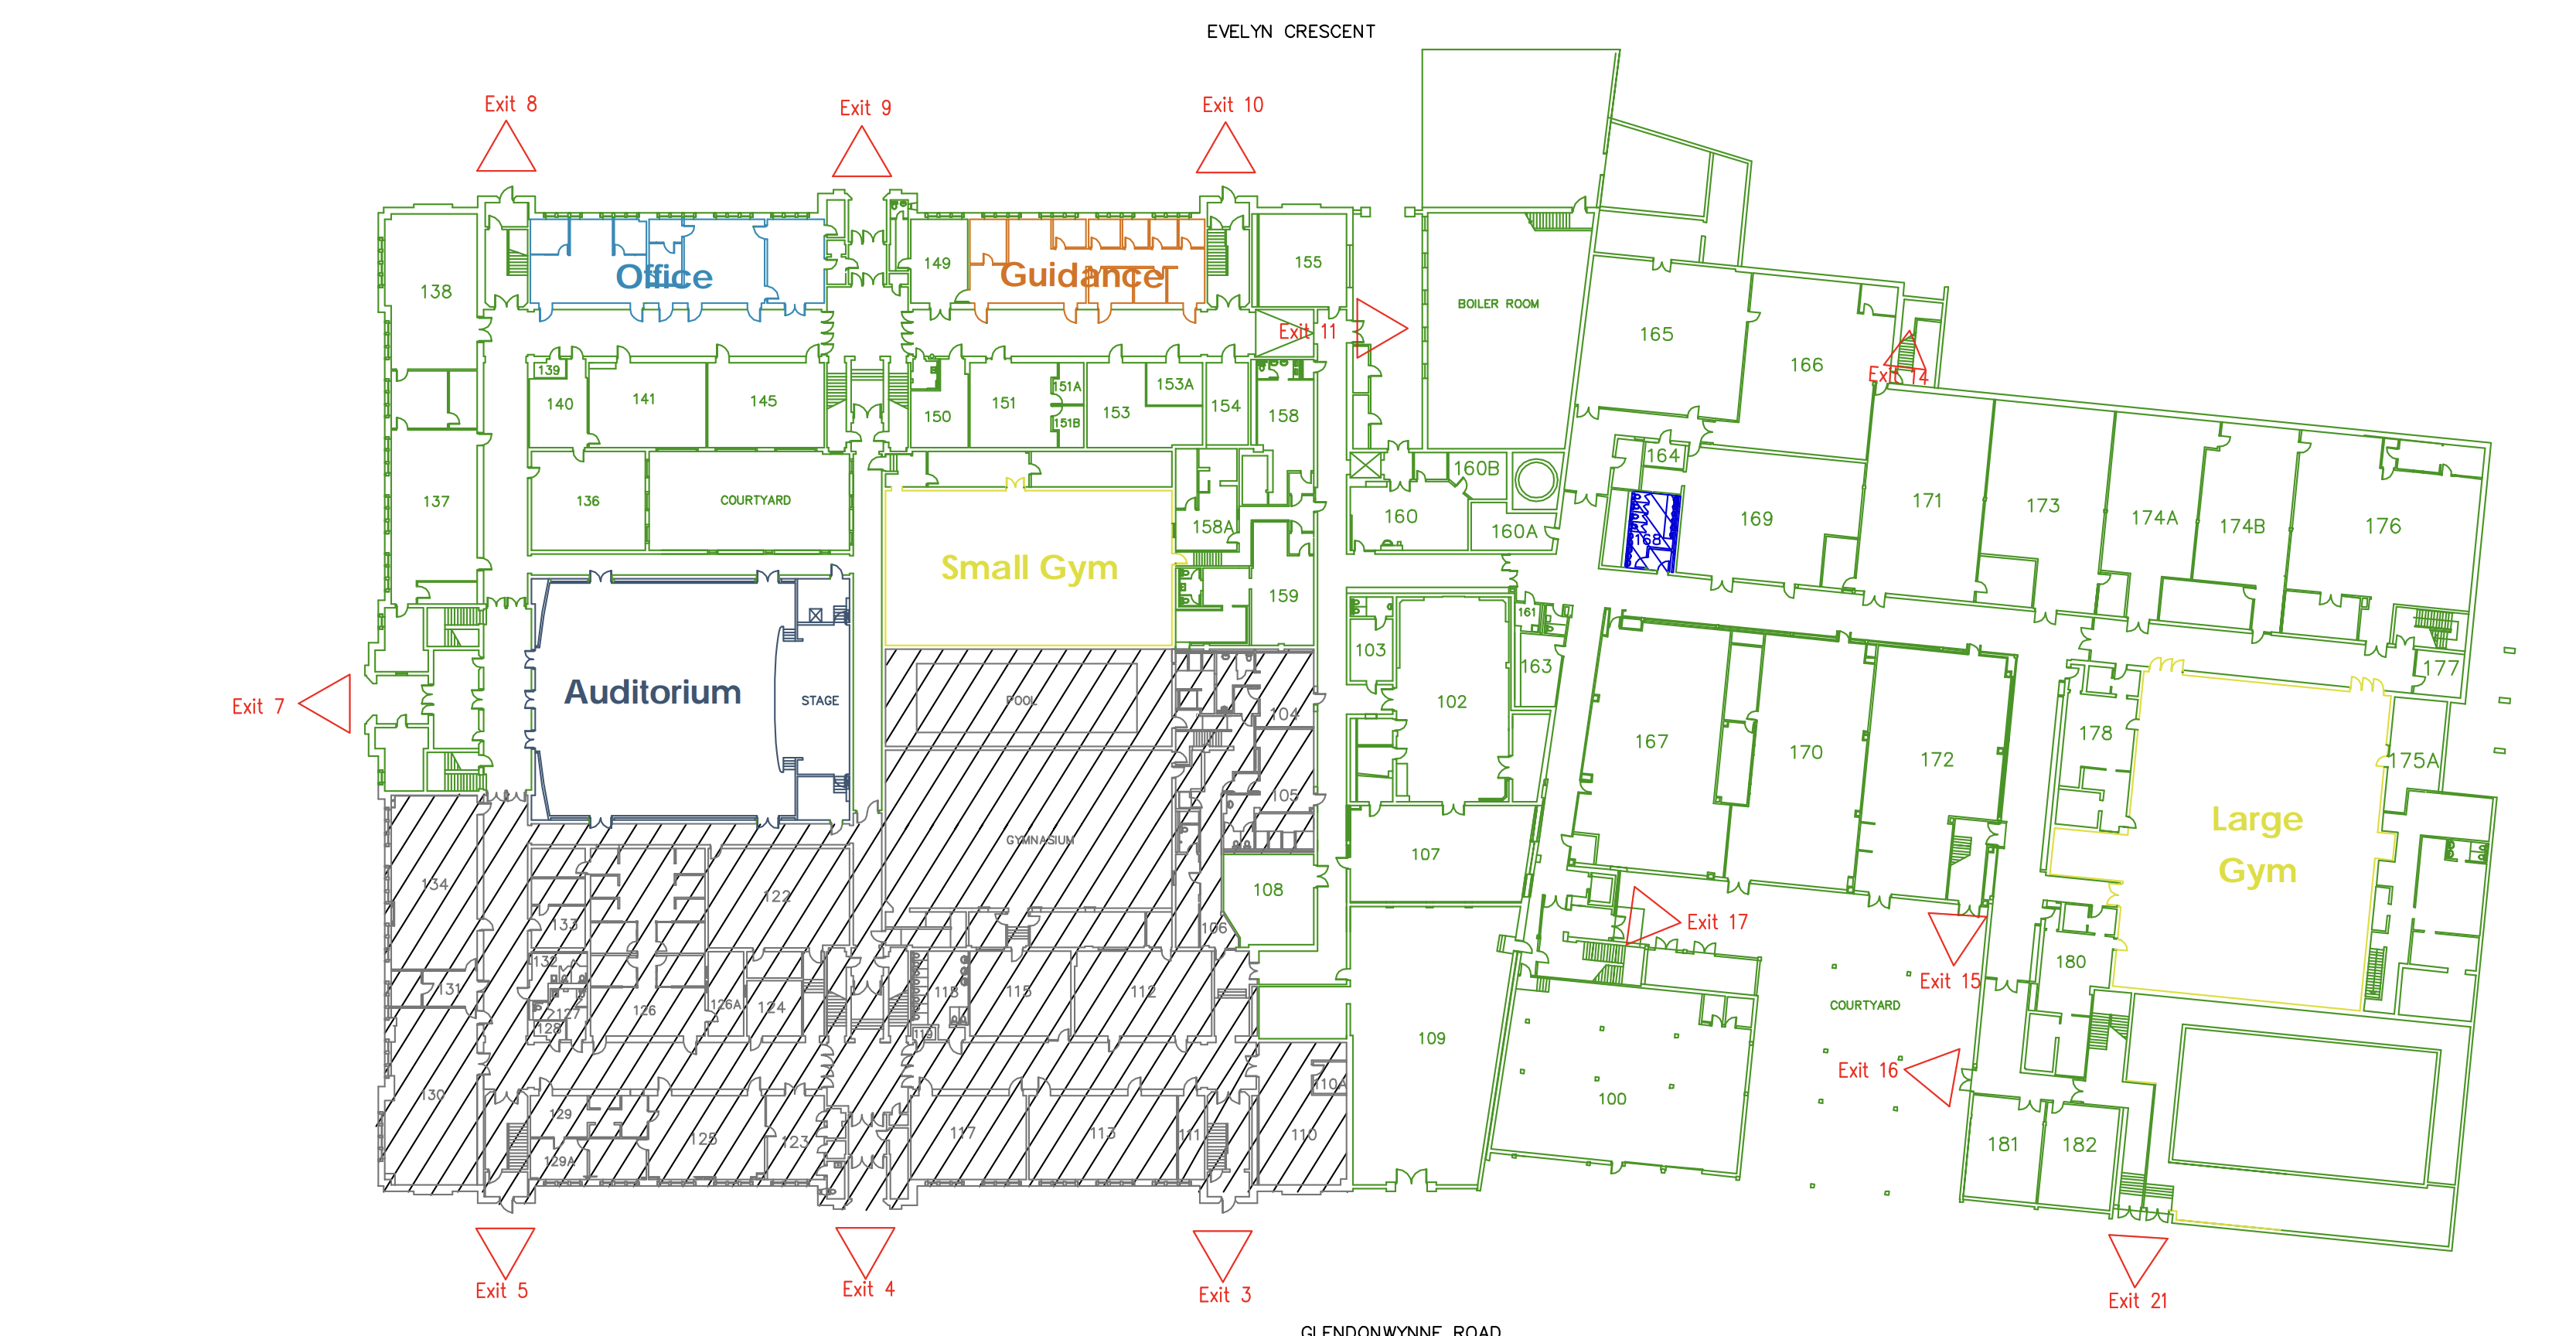 EVELYN CRESCENT
Exit 8
Exit 9
Exit 10
138
Office
149
Guidance
155
Exit 11
BOILER ROOM
165
166
Exit 14
139
140
141
145
150
151
151A
151B
153
153A
154
158
137
136
COURTYARD
Small Gym
158A
159
160
160B
160A
164
168
169
171
173
174A
174B
176
177
Exit 7
Auditorium
STAGE
POOL
104
103
102
161
163
167
170
172
178
175A
Large
Gym
GYMNASIUM
105
107
108
106
134
133
122
132
131
127
128
126
126A
124
118
119
115
112
Exit 17
Exit 15
180
COURTYARD
109
100
Exit 16
130
129
129A
125
123
117
113
111
110
110A
181
182
Exit 5
Exit 4
Exit 3
Exit 21
GLENDONWYNNE ROAD